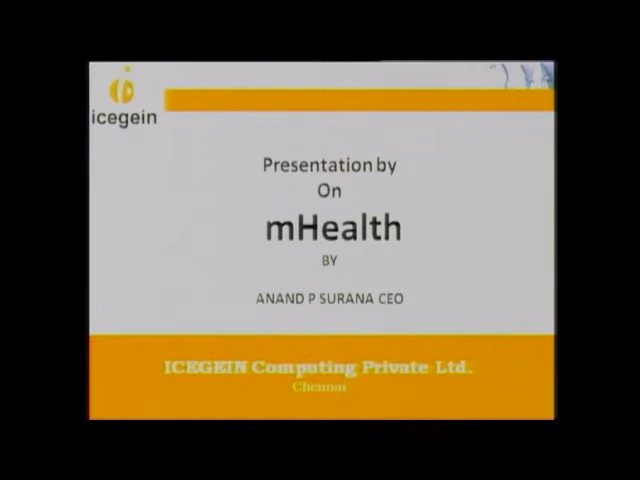 icegein
Presentation by
On
mHealth
BY
ANAND P SURANA CEO
ICEGEIN Computing Private Ltd.
Chennai